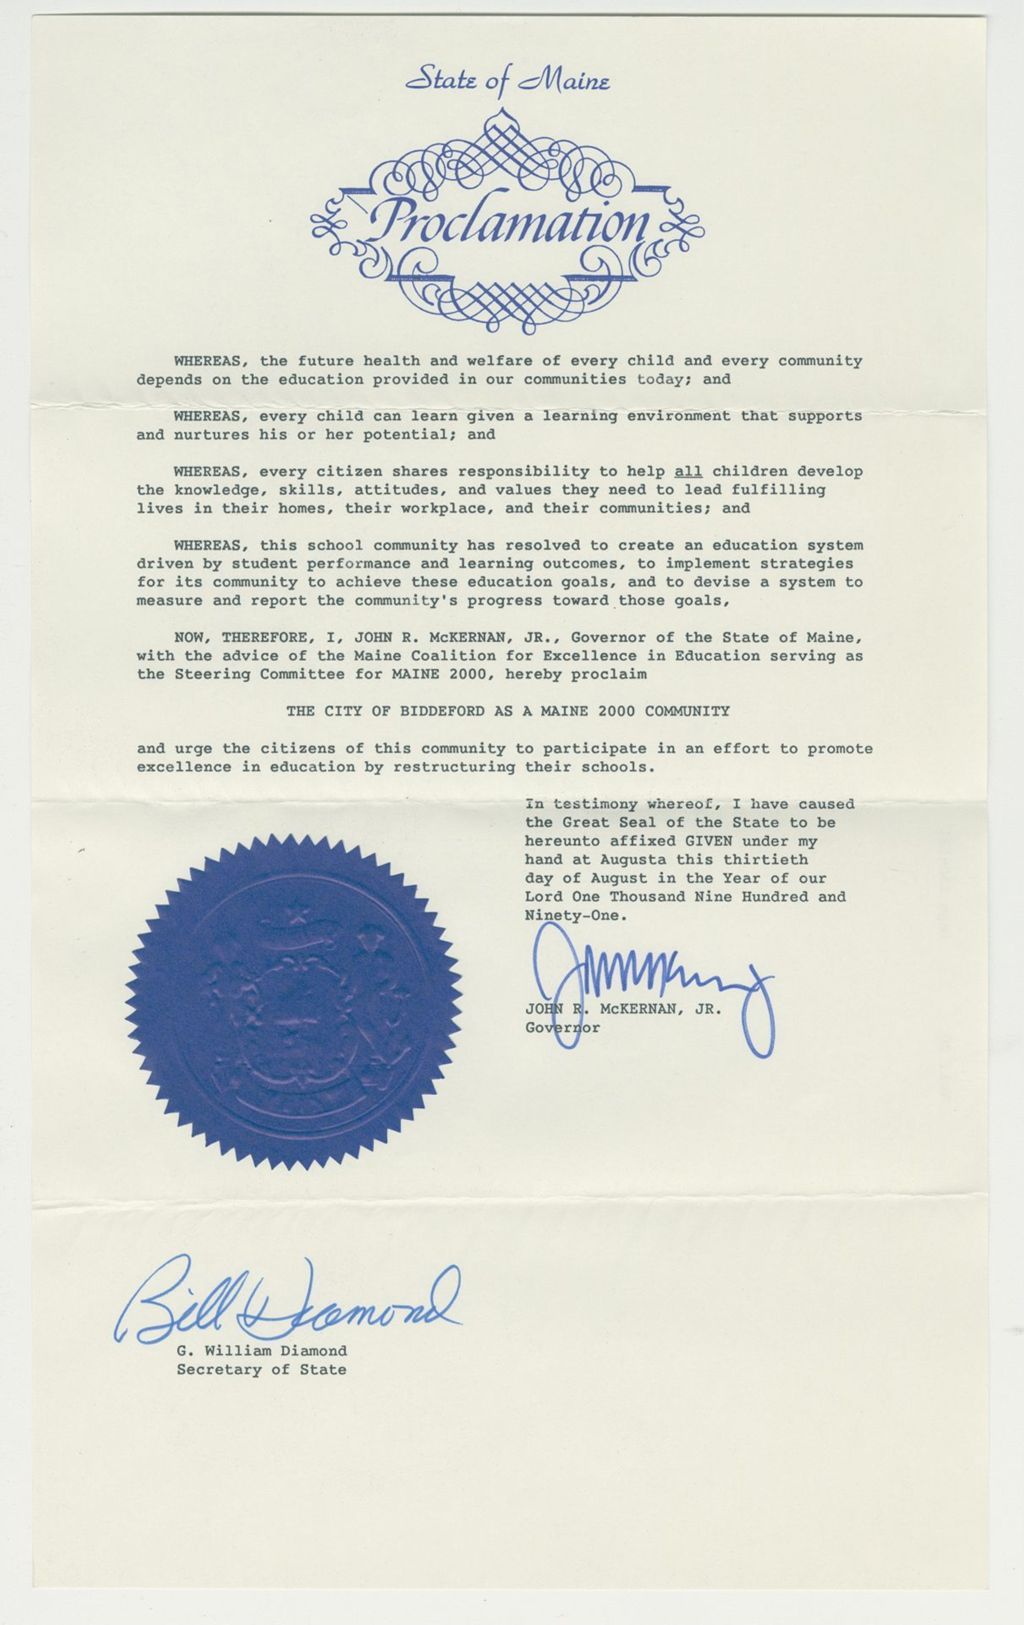 State of Maine
Proclamation
WHEREAS, the future health and welfare of every child and every community
depends on the education provided in our communities today; and
WHEREAS, every child can learn given a learning environment that supports
and nurtures his or her potential; and
WHEREAS, every citizen shares responsibility to help all children develop
the knowledge, skills, attitudes, and values they need to lead fulfilling
lives in their homes, their workplace, and their communities; and
WHEREAS, this school community has resolved to create an education system
driven by student performance and learning outcomes, to implement strategies
for its community to achieve these education goals, and to devise a system to
measure and report the community's progress toward those goals,
NOW, THEREFORE, I, JOHN R. McKERNAN, JR., Governor of the State of Maine,
with the advice of the Maine Coalition for Excellence in Education serving as
the Steering Committee for MAINE 2000, hereby proclaim
THE CITY OF BIDDEFORD AS A MAINE 2000 COMMUNITY
and urge the citizens of this community to participate in an effort to promote
excellence in education by restructuring their schools.
In testimony whereof, I have caused
the Great Seal of the State to be
hereunto affixed GIVEN under my
hand at Augusta this thirtieth
day of August in the Year of our
Lord One Thousand Nine Hundred and
Ninety-One.
JOHN R. McKERNAN, JR.
Governor
Bill Diamond
G. William Diamond
Secretary of State